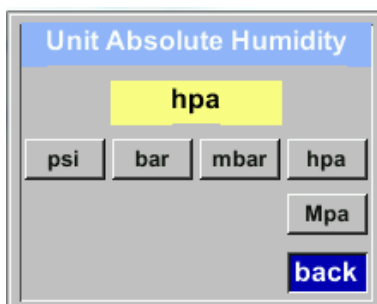 Unit Absolute Humidity
hpa
psi bar mbar hpa
Mpa
back